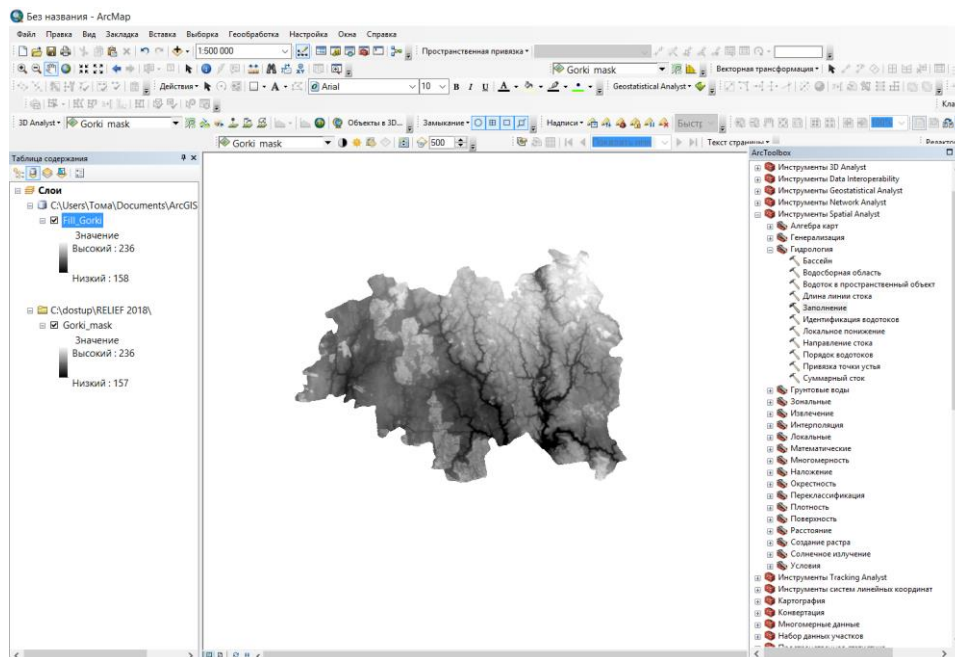 Без названия - ArcMap
Файл Правка Вид Закладка Вставка Выборка Геообработка Настройка Окна Справка
1:500 000 Пространственная привязка
Gorki mask Векторная трансформация
Действия Arial 10 B I U A Geostatistical Analyst
Кла
3D Analyst Gorki mask Объекты в 3D... Замыкание Надписи Быстр
Gorki mask 500 Текст страницы Редакто
Таблица содержания
Слои
C:\Users\Тома\Documents\ArcGIS
Fill_Gorki
Значение
Высокий : 236
Низкий : 158
C:\dostup\RELIEF 2018\
Gorki_mask
Значение
Высокий : 236
Низкий : 157
ArcToolbox
Инструменты 3D Analyst
Инструменты Data Interoperability
Инструменты Geostatistical Analyst
Инструменты Network Analyst
Инструменты Spatial Analyst
Алгебра карт
Генерализация
Гидрология
Бассейн
Водосборная область
Водоток в пространственный объект
Длина линии стока
Заполнение
Идентификация водотоков
Локальное понижение
Направление стока
Порядок водотоков
Привязка точки устья
Суммарный сток
Грунтовые воды
Зональные
Извлечение
Интерполяция
Локальные
Математические
Многомерность
Наложение
Окрестность
Переклассификация
Плотность
Поверхность
Расстояние
Создание растра
Солнечное излучение
Условия
Инструменты Tracking Analyst
Инструменты систем линейных координат
Картография
Конвертация
Многомерные данные
Набор данных участков